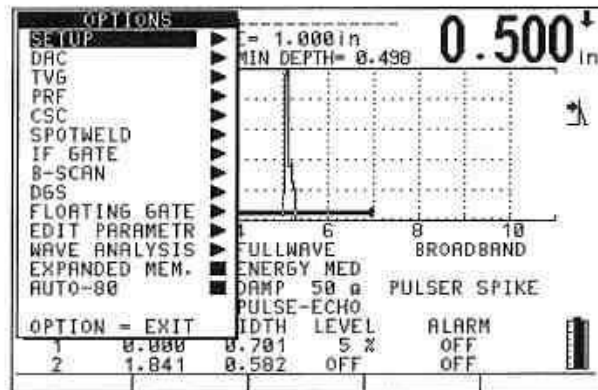 OPTIONS
SETUP
DAC
TVG
PRF
CSC
SPOTWELD
IF GATE
B-SCAN
DGS
FLOATING GATE
EDIT PARAMETR
WAVE ANALYSIS
EXPANDED MEM.
AUTO-80
OPTION = EXIT
= 1.000in
MIN DEPTH= 0.498
0.500 in
6 8 10
FULLWAVE BROADBAND
ENERGY MED
DAMP 50 Ω PULSER SPIKE
PULSE-ECHO
IDTH LEVEL ALARM
1 0.000 0.701 5 % OFF
2 1.841 0.582 OFF OFF